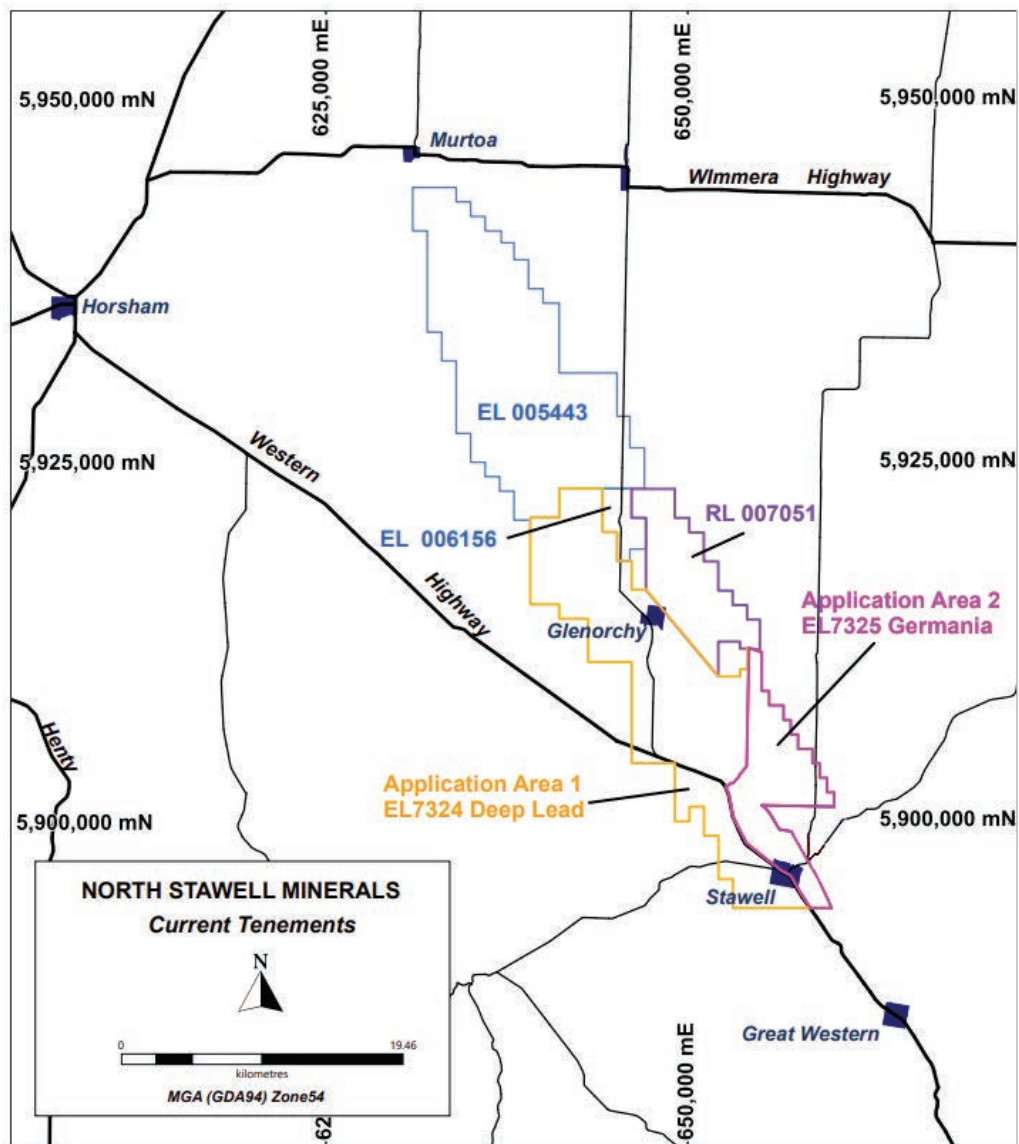 625,000 mE
650,000 mE
5,950,000 mN
5,950,000 mN
Murtoa
WImmera Highway
Horsham
EL 005443
Western
5,925,000 mN
5,925,000 mN
RL 007051
EL 006156
Highway
Application Area 2
EL7325 Germania
Glenorchy
Henty
Application Area 1
EL7324 Deep Lead
5,900,000 mN
5,900,000 mN
NORTH STAWELL MINERALS
Current Tenements
Stawell
N
Great Western
0
19.46
kilometres
MGA (GDA94) Zone54
650,000 mE